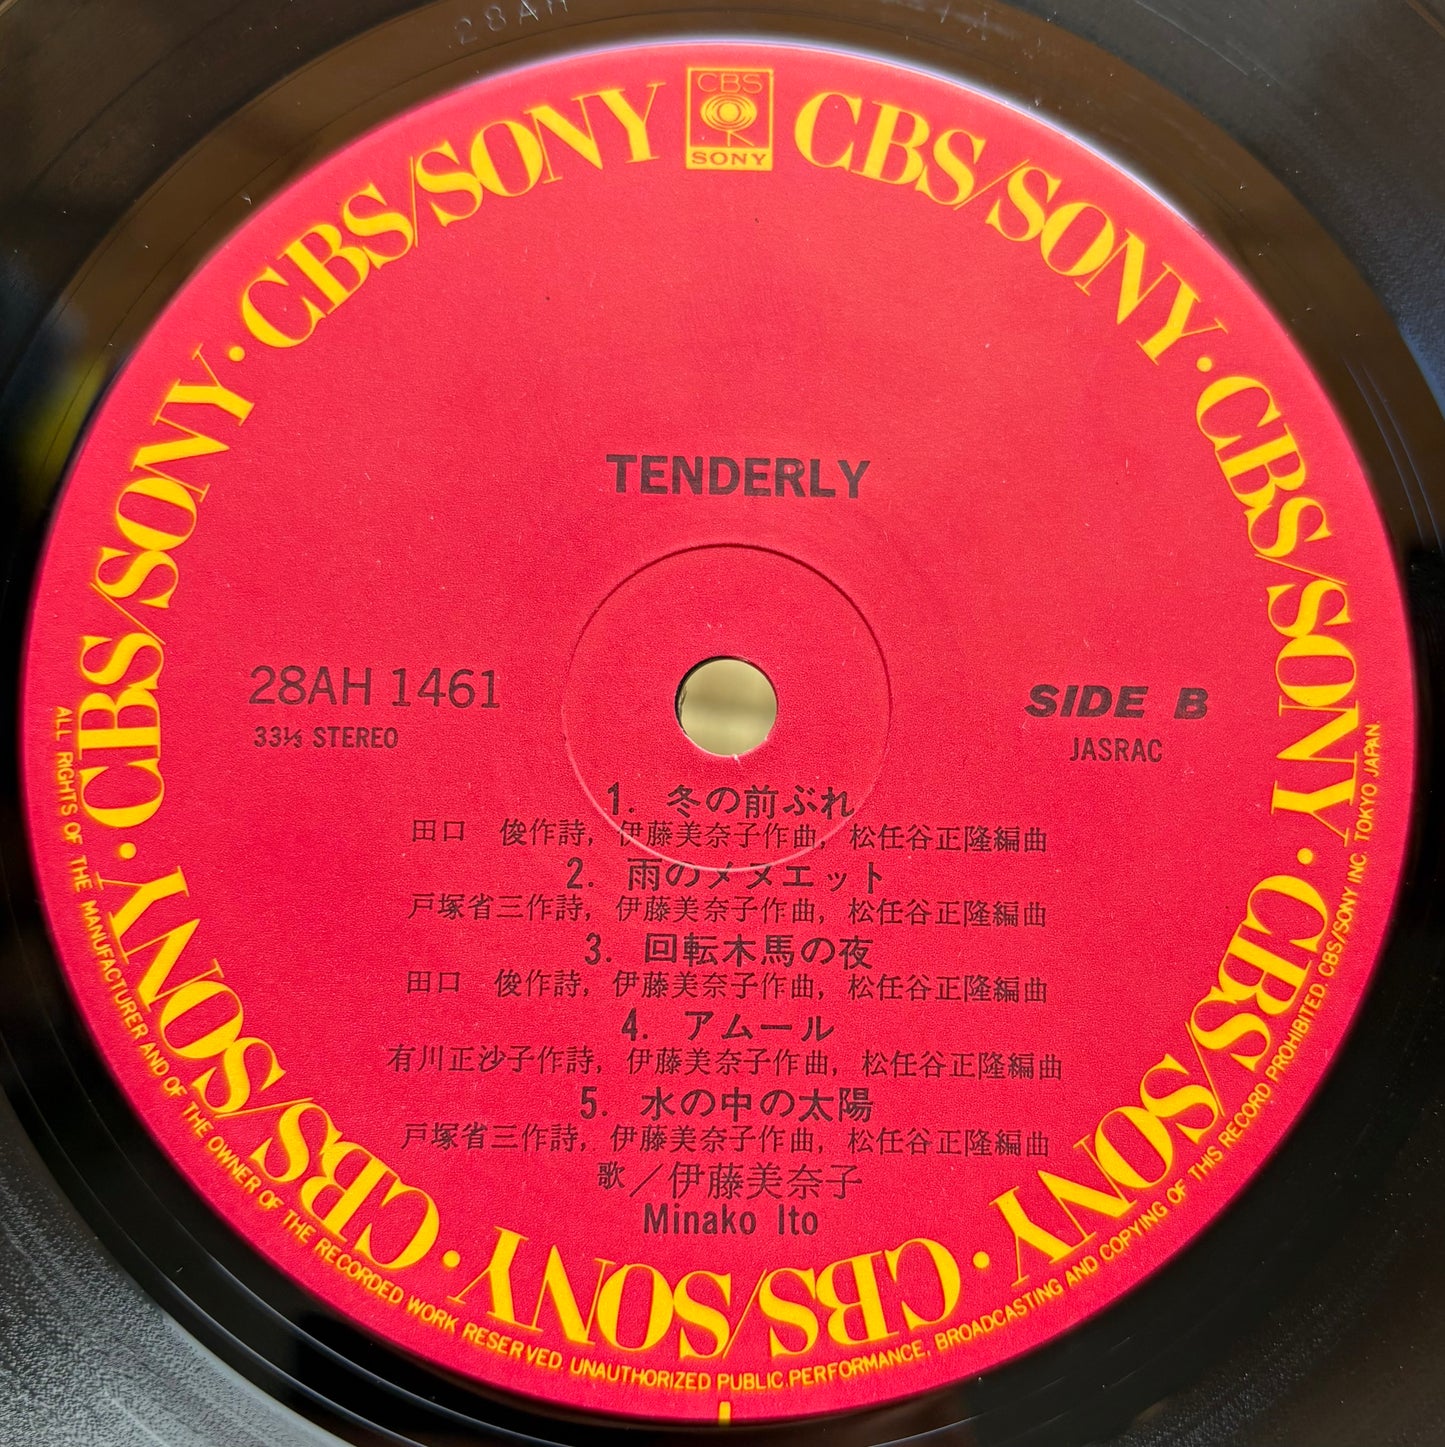 28AH
CBS
SONY
CBS/SONY · CBS/SONY · CBS/SONY · CBS/SONY · CBS/SONY · CBS/SONY · CBS/SONY · CBS/SONY
TENDERLY
28AH 1461
33⅓ STEREO
SIDE B
JASRAC
1. 冬の前ぶれ
田口 俊作詩, 伊藤美奈子作曲, 松任谷正隆編曲
2. 雨のメヌエット
戸塚省三作詩, 伊藤美奈子作曲, 松任谷正隆編曲
3. 回転木馬の夜
田口 俊作詩, 伊藤美奈子作曲, 松任谷正隆編曲
4. アムール
有川正沙子作詩, 伊藤美奈子作曲, 松任谷正隆編曲
5. 水の中の太陽
戸塚省三作詩, 伊藤美奈子作曲, 松任谷正隆編曲
歌／伊藤美奈子
Minako Ito
ALL RIGHTS OF THE MANUFACTURER AND OF THE OWNER OF THE RECORDED WORK RESERVED. UNAUTHORIZED PUBLIC PERFORMANCE, BROADCASTING AND COPYING OF THIS RECORD PROHIBITED. CBS/SONY INC. TOKYO JAPAN.